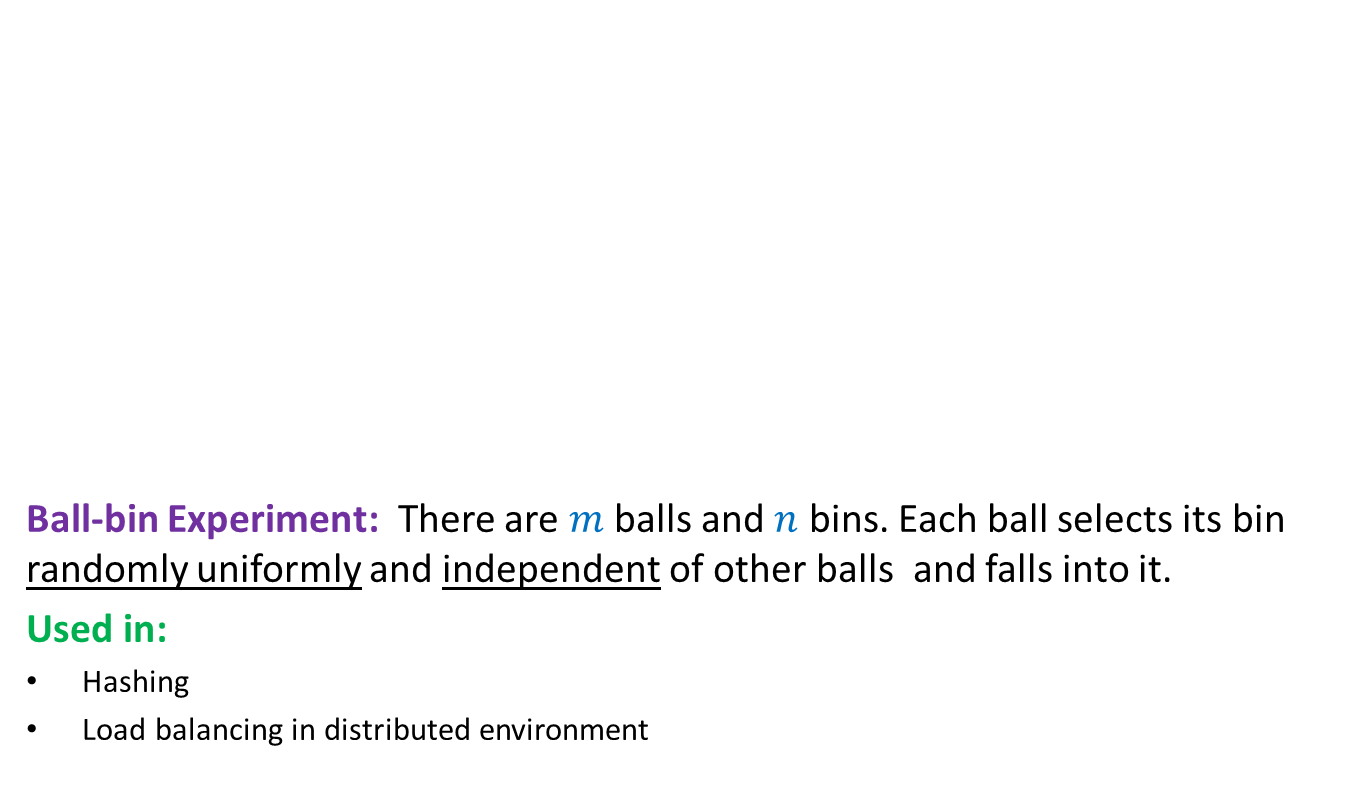 Ball-bin Experiment: There are m balls and n bins. Each ball selects its bin
randomly uniformly and independent of other balls and falls into it.
Used in:
• Hashing
• Load balancing in distributed environment